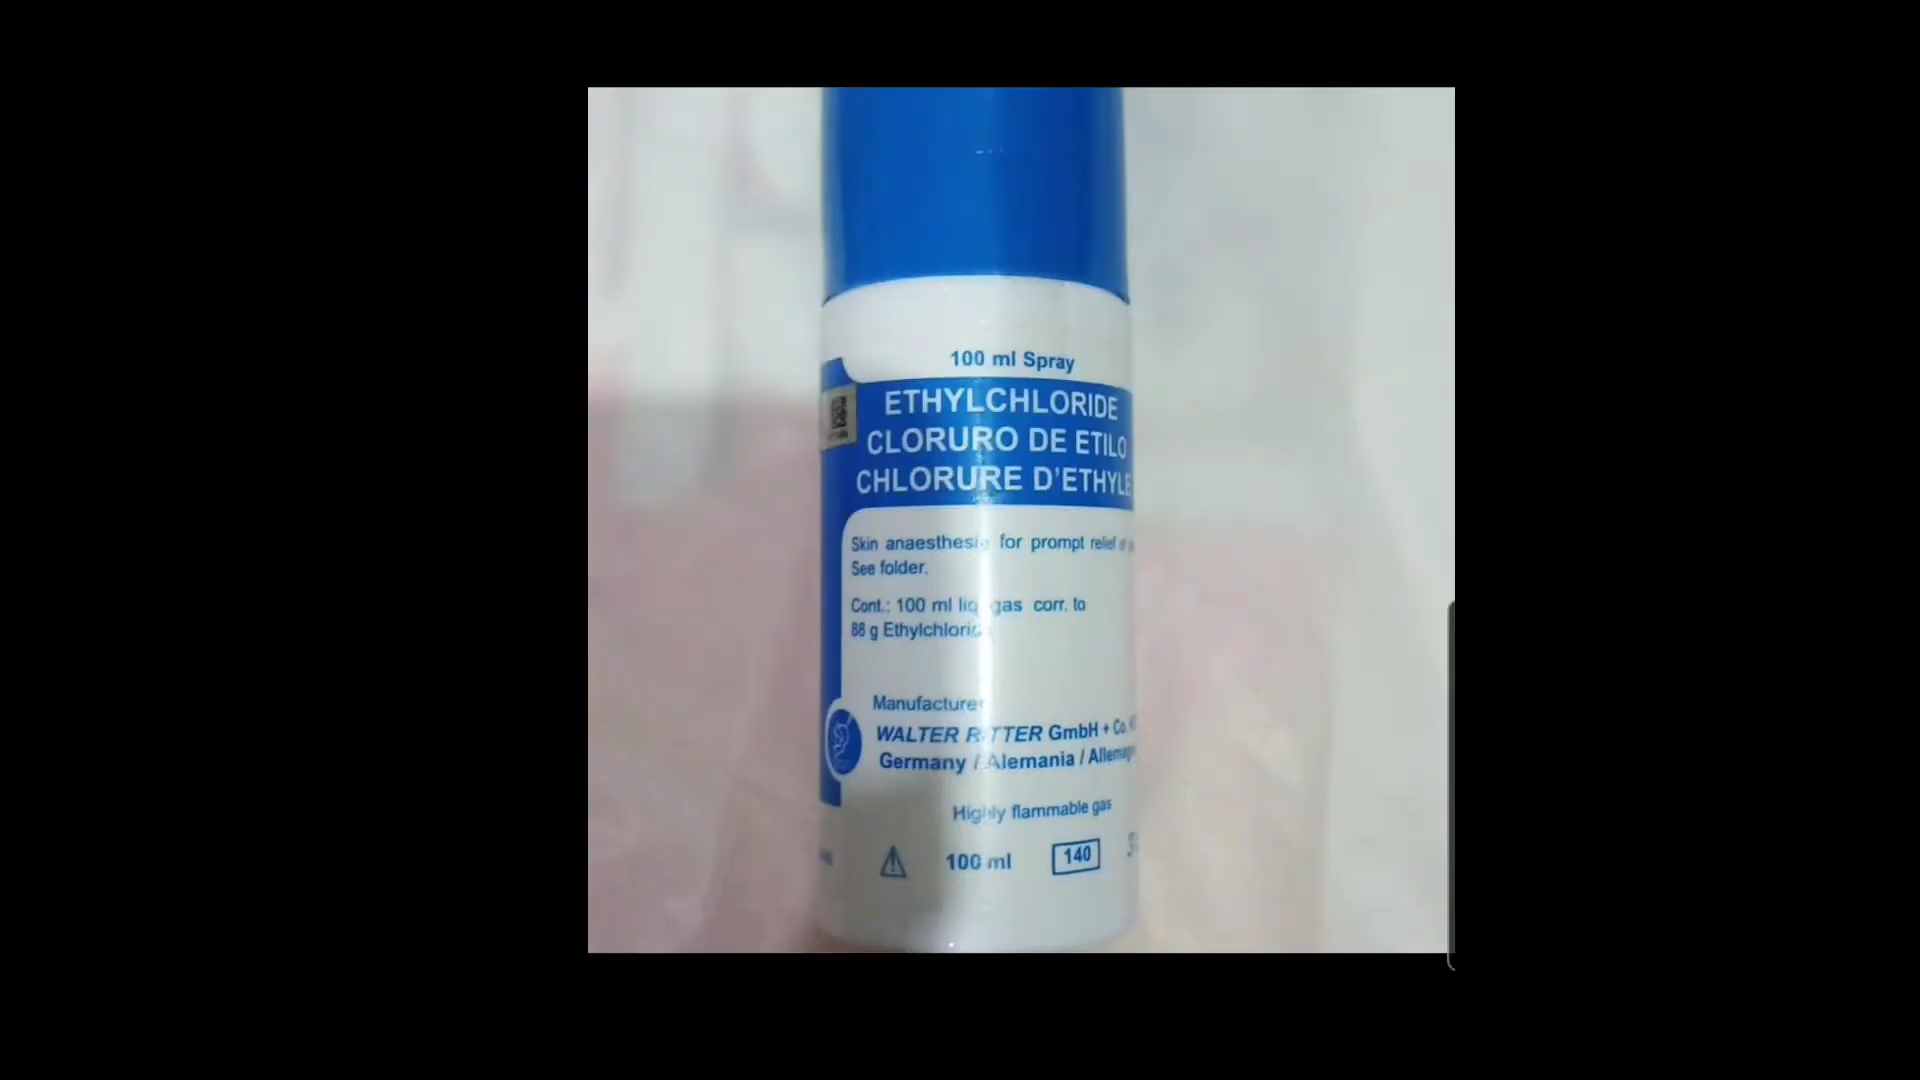 100 ml Spray
ETHYLCHLORIDE
CLORURO DE ETILO
CHLORURE D'ETHYLE
Skin anaesthesia for prompt relief of
See folder.
Cont.: 100 ml liq. gas corr. to
88 g Ethylchloride
Manufacturer
WALTER RITTER GmbH + Co.
Germany / Alemania /
Highly flammable gas
100 ml 140